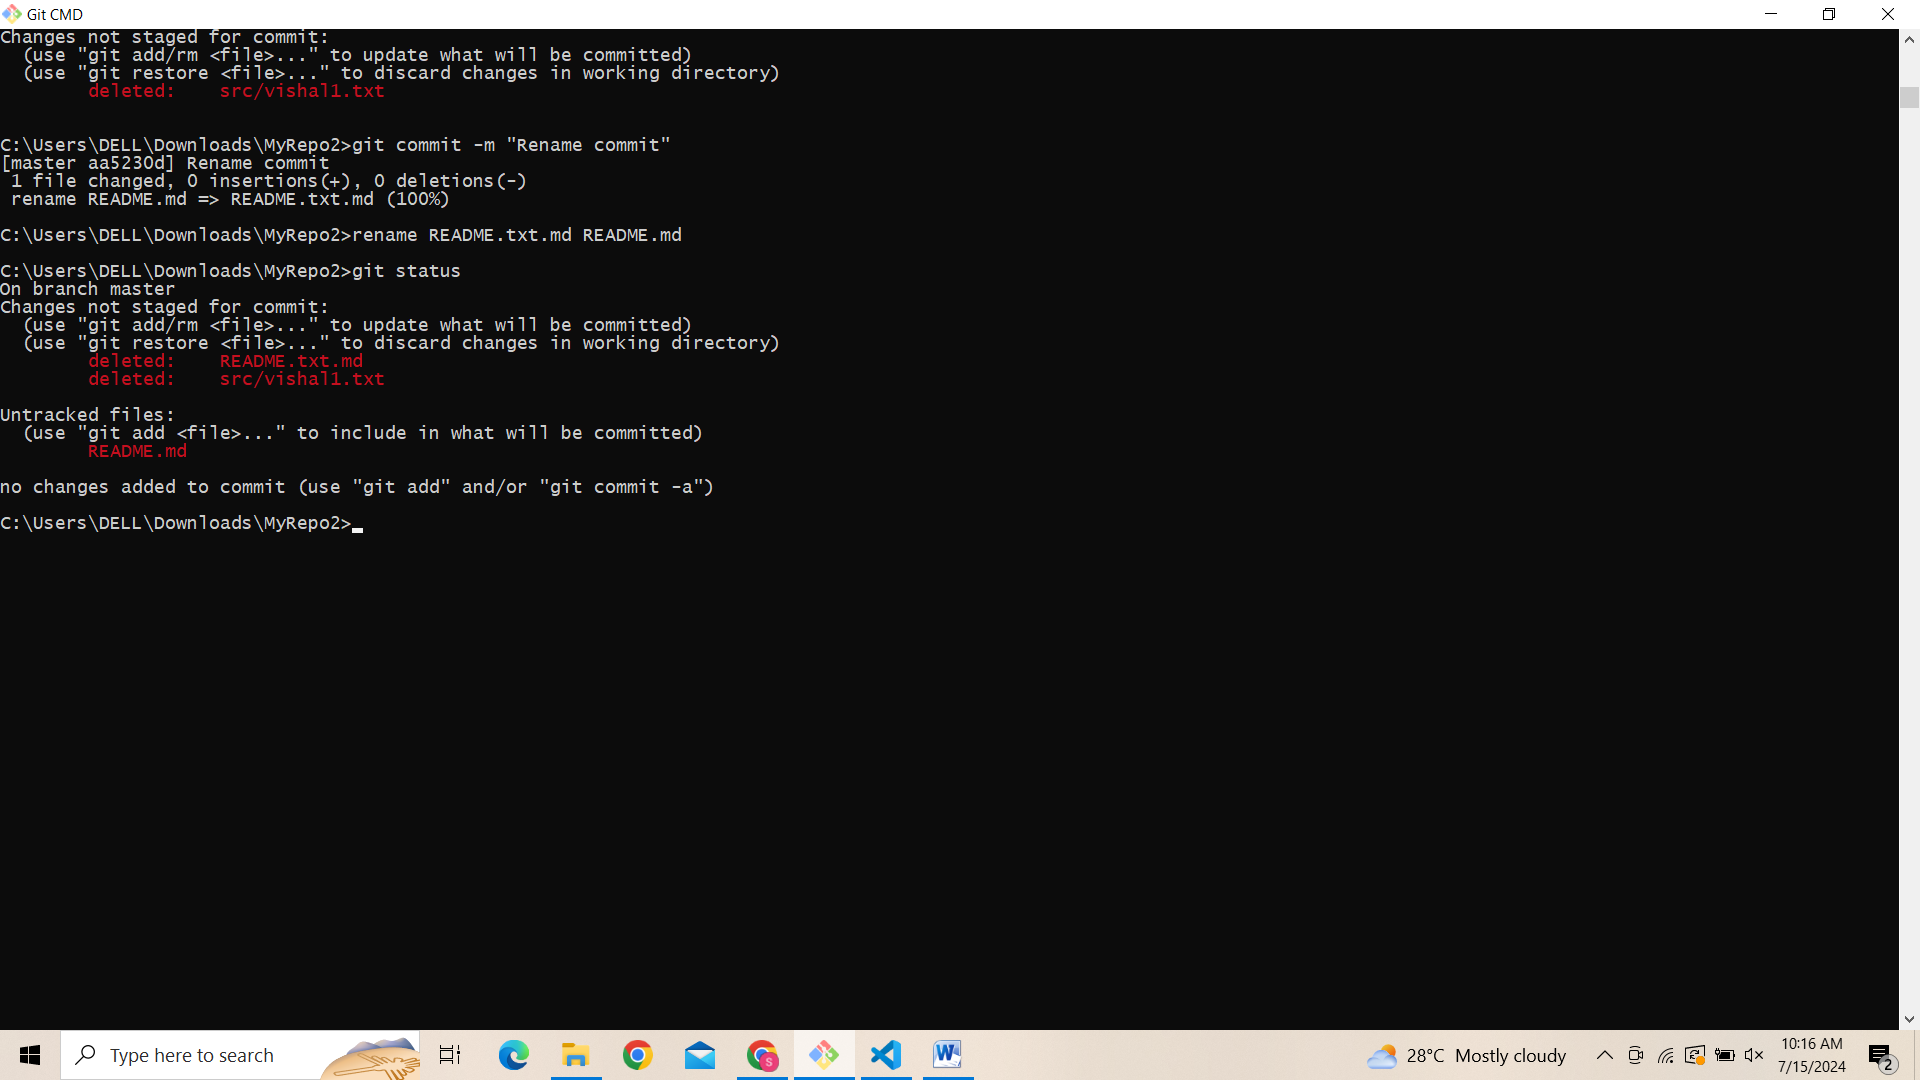 Git CMD
Changes not staged for commit:
  (use "git add/rm <file>..." to update what will be committed)
  (use "git restore <file>..." to discard changes in working directory)
        deleted:    src/vishal1.txt
C:\Users\DELL\Downloads\MyRepo2>git commit -m "Rename commit"
[master aa5230d] Rename commit
 1 file changed, 0 insertions(+), 0 deletions(-)
 rename README.md => README.txt.md (100%)
C:\Users\DELL\Downloads\MyRepo2>rename README.txt.md README.md
C:\Users\DELL\Downloads\MyRepo2>git status
On branch master
Changes not staged for commit:
  (use "git add/rm <file>..." to update what will be committed)
  (use "git restore <file>..." to discard changes in working directory)
        deleted:    README.txt.md
        deleted:    src/vishal1.txt
Untracked files:
  (use "git add <file>..." to include in what will be committed)
        README.md
no changes added to commit (use "git add" and/or "git commit -a")
C:\Users\DELL\Downloads\MyRepo2>
Type here to search
S
W
28°C Mostly cloudy
10:16 AM
7/15/2024
2